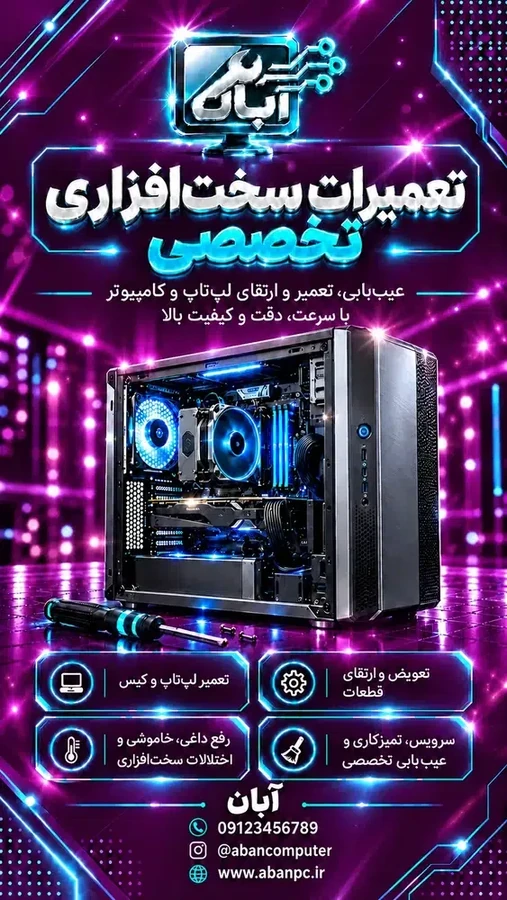 آبان
تعمیرات سخت‌افزاری
تخصصی
عیب‌یابی، تعمیر و ارتقای لپ‌تاپ و کامپیوتر
با سرعت، دقت و کیفیت بالا
تعویض و ارتقای
قطعات
تعمیر لپ‌تاپ و کیس
سرویس، تمیزکاری و
عیب‌یابی تخصصی
رفع داغی، خاموشی و
اختلالات سخت‌افزاری
آبان
09123456789
@abancomputer
www.abanpc.ir